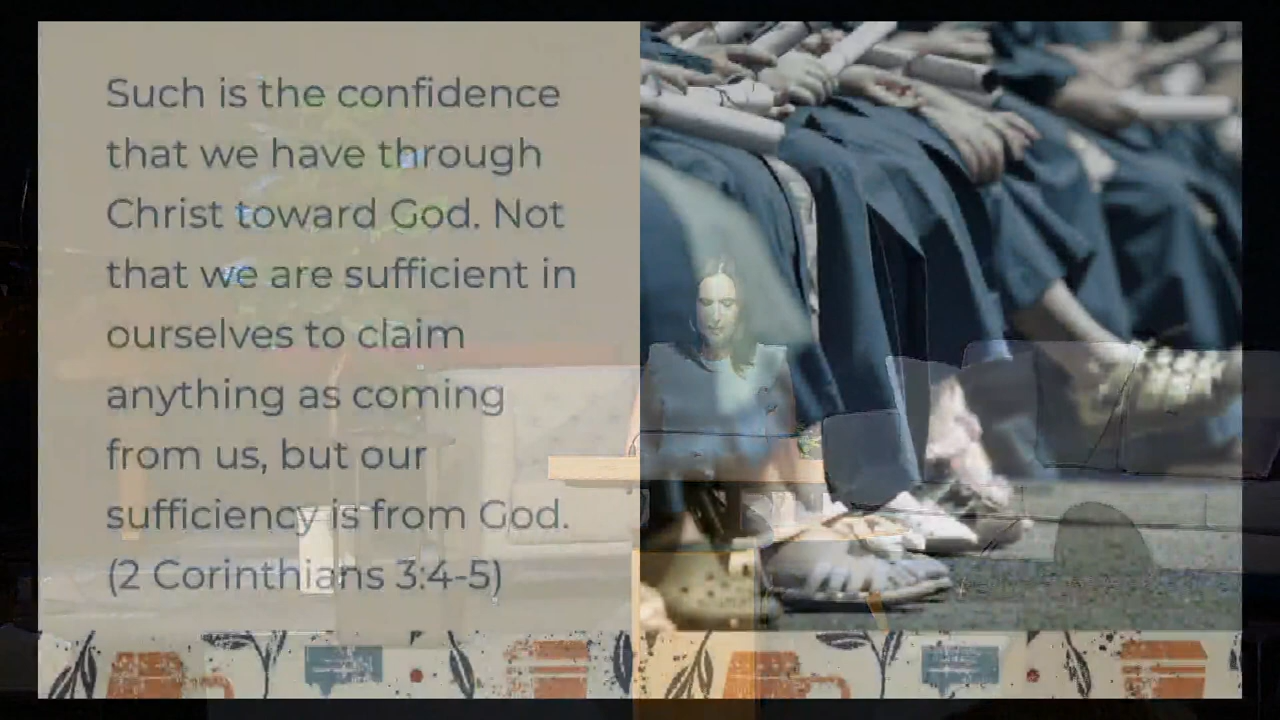 Such is the confidence
that we have through
Christ toward God. Not
that we are sufficient in
ourselves to claim
anything as coming
from us, but our
sufficiency is from God.
(2 Corinthians 3:4-5)